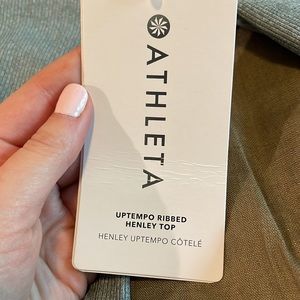 ATHLETA
UPTEMPO RIBBED
HENLEY TOP
HENLEY UPTEMPO CÔTELÉ